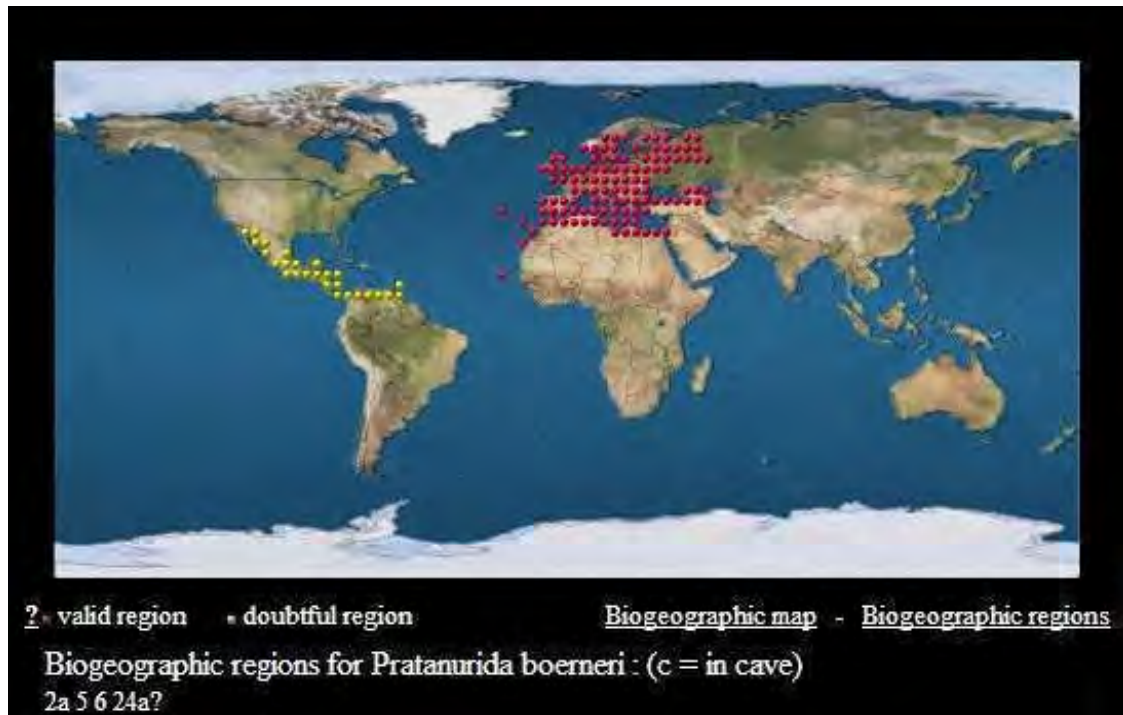 ? valid region doubtful region Biogeographic map - Biogeographic regions
Biogeographic regions for Pratanurida boerneri : (c = in cave)
2a 5 6 24a?